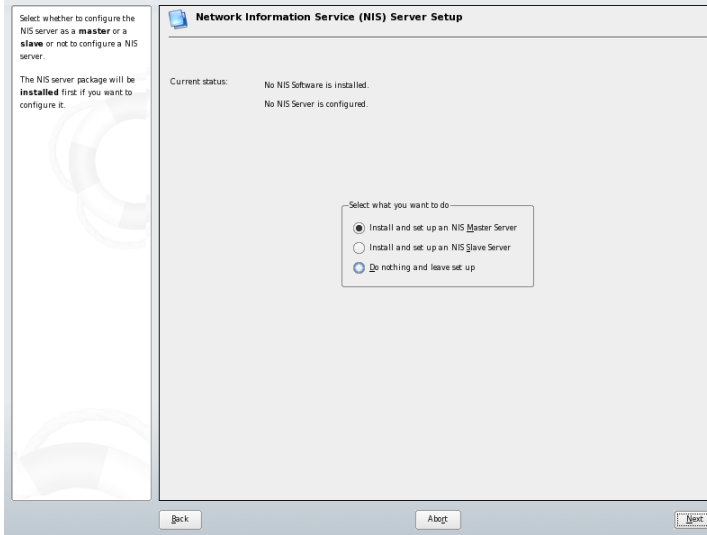 Select whether to configure the
NIS server as a master or a
slave or not to configure a NIS
server.
The NIS server package will be
installed first if you want to
configure it.
Network Information Service (NIS) Server Setup
Current status:
No NIS Software is installed.
No NIS Server is configured.
Select what you want to do
Install and set up an NIS Master Server
Install and set up an NIS Slave Server
Do nothing and leave set up
Back
Abort
Next